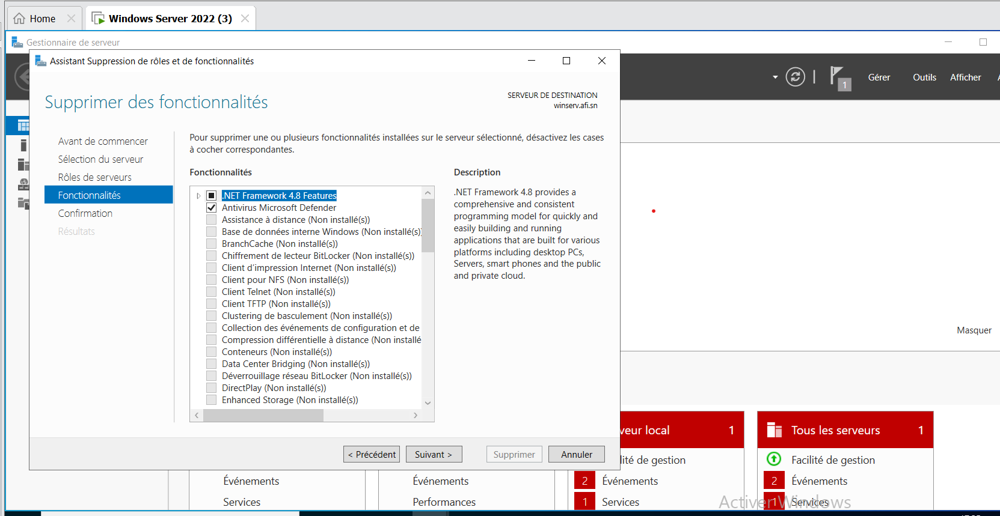 Home
Windows Server 2022 (3)
Gestionnaire de serveur
Assistant Suppression de rôles et de fonctionnalités
1
Gérer
Outils
Afficher
Supprimer des fonctionnalités
SERVEUR DE DESTINATION
winserv.afi.sn
Avant de commencer
Sélection du serveur
Rôles de serveurs
Fonctionnalités
Confirmation
Résultats
Pour supprimer une ou plusieurs fonctionnalités installées sur le serveur sélectionné, désactivez les cases
à cocher correspondantes.
Fonctionnalités
.NET Framework 4.8 Features
Antivirus Microsoft Defender
Assistance à distance (Non installé(s))
Base de données interne Windows (Non installé(s))
BranchCache (Non installé(s))
Chiffrement de lecteur BitLocker (Non installé(s))
Client d'impression Internet (Non installé(s))
Client pour NFS (Non installé(s))
Client Telnet (Non installé(s))
Client TFTP (Non installé(s))
Clustering de basculement (Non installé(s))
Collection des événements de configuration et de
Compression différentielle à distance (Non installé
Conteneurs (Non installé(s))
Data Center Bridging (Non installé(s))
Déverrouillage réseau BitLocker (Non installé(s))
DirectPlay (Non installé(s))
Enhanced Storage (Non installé(s))
Description
.NET Framework 4.8 provides a
comprehensive and consistent
programming model for quickly and
easily building and running
applications that are built for various
platforms including desktop PCs,
Servers, smart phones and the public
and private cloud.
Masquer
< Précédent
Suivant >
Supprimer
Annuler
veur local 1
lité de gestion
2 Événements
1 Services
Tous les serveurs 1
Facilité de gestion
2 Événements
1 Services
Événements
Services
Événements
Performances
Activer Windows